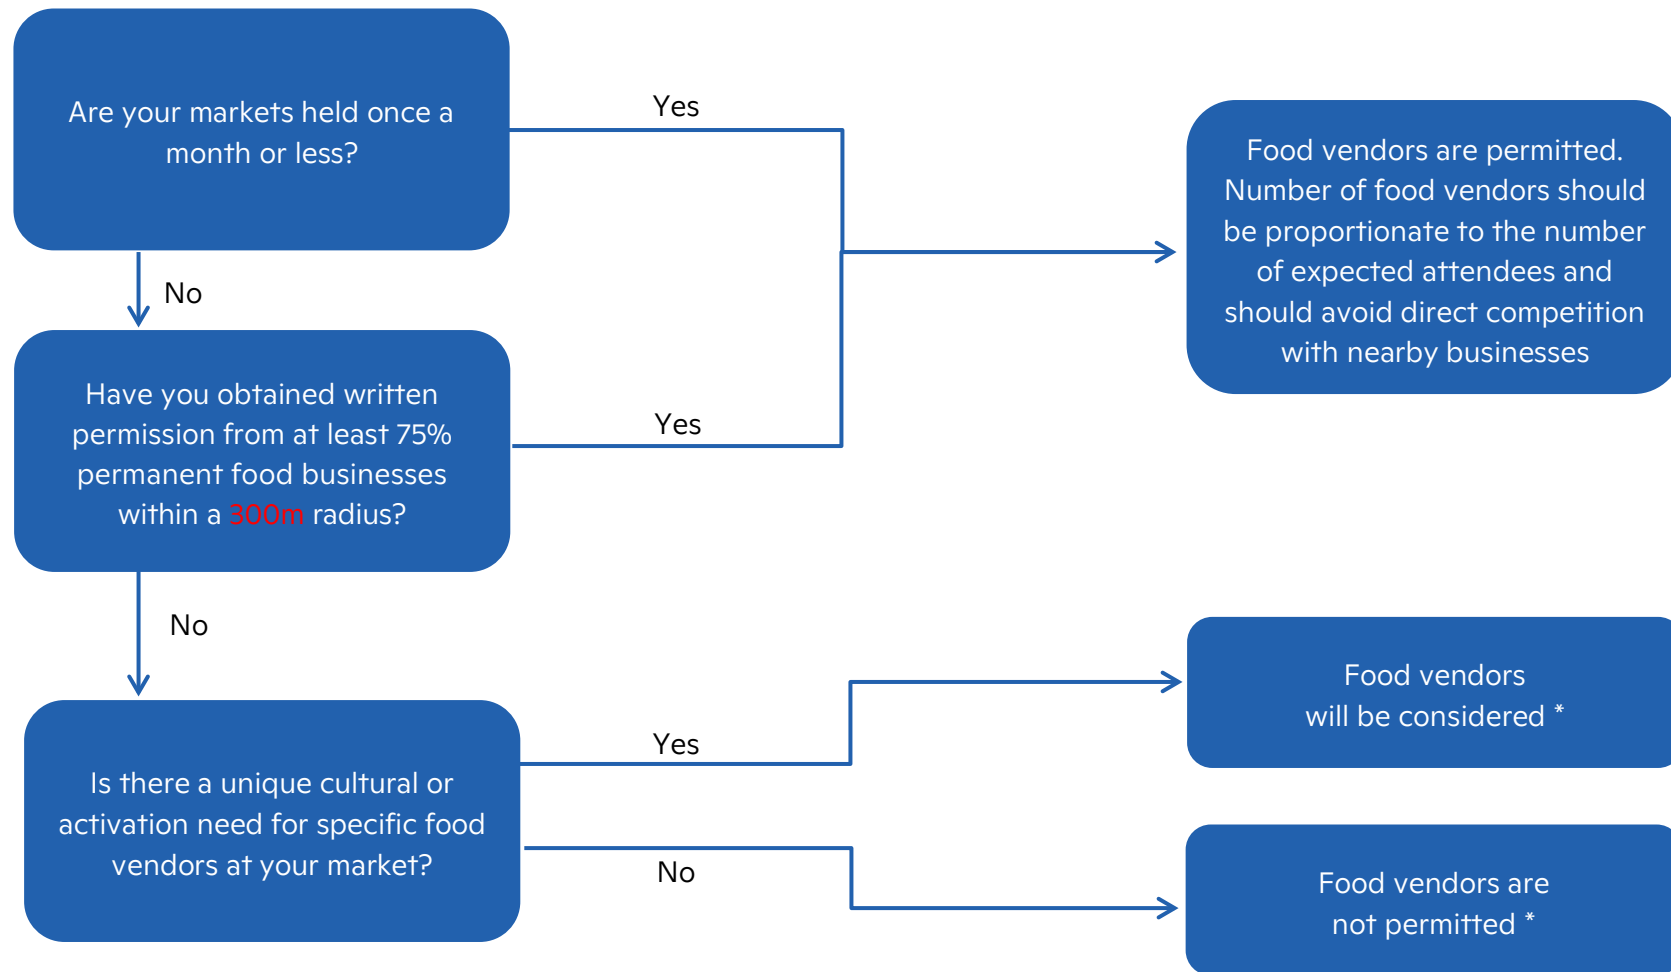 Are your markets held once a
month or less?
Yes
Food vendors are permitted.
Number of food vendors should
be proportionate to the number
of expected attendees and
should avoid direct competition
with nearby businesses
No
Have you obtained written
permission from at least 75%
permanent food businesses
within a 300m radius?
Yes
No
Is there a unique cultural or
activation need for specific food
vendors at your market?
Yes
Food vendors
will be considered *
No
Food vendors are
not permitted *